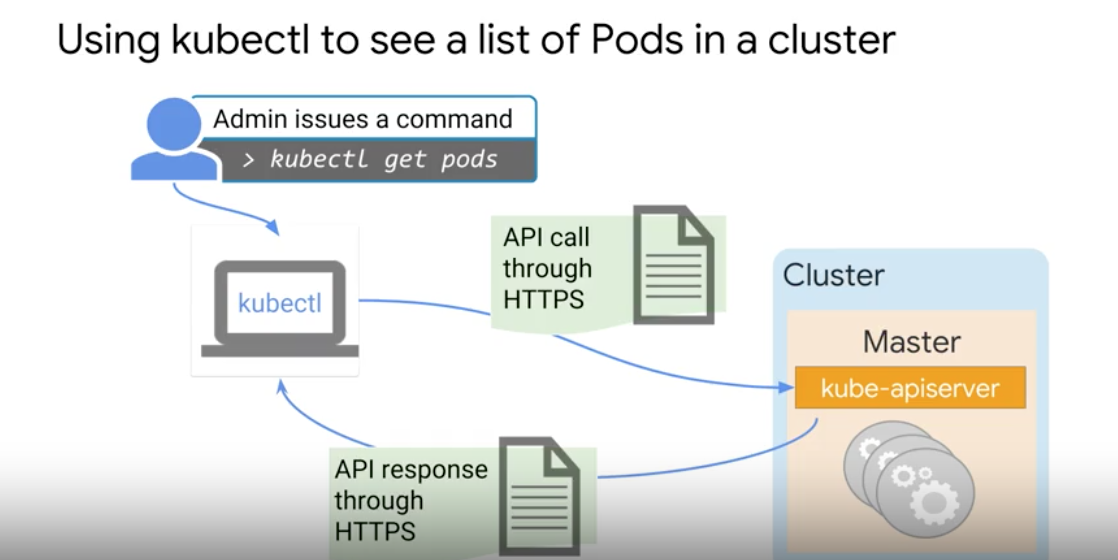 Using kubectl to see a list of Pods in a cluster
Admin issues a command
> kubectl get pods
kubectl
API call
through
HTTPS
Cluster
Master
kube-apiserver
API response
through
HTTPS